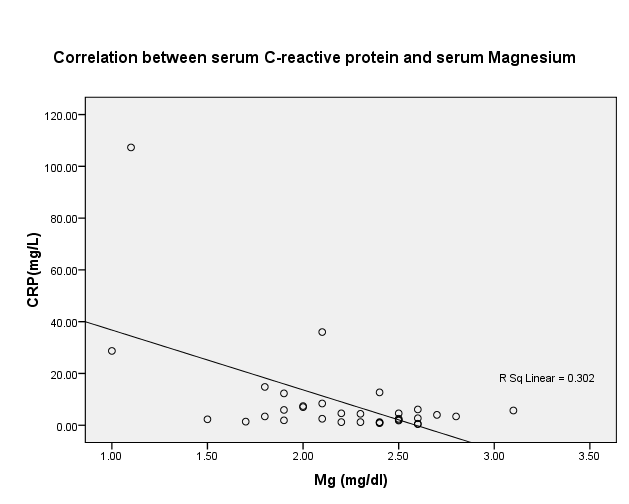 Correlation between serum C-reactive protein and serum Magnesium
120.00
100.00
80.00
60.00
40.00
20.00
0.00
CRP(mg/L)
R Sq Linear = 0.302
1.00 1.50 2.00 2.50 3.00 3.50
Mg (mg/dl)